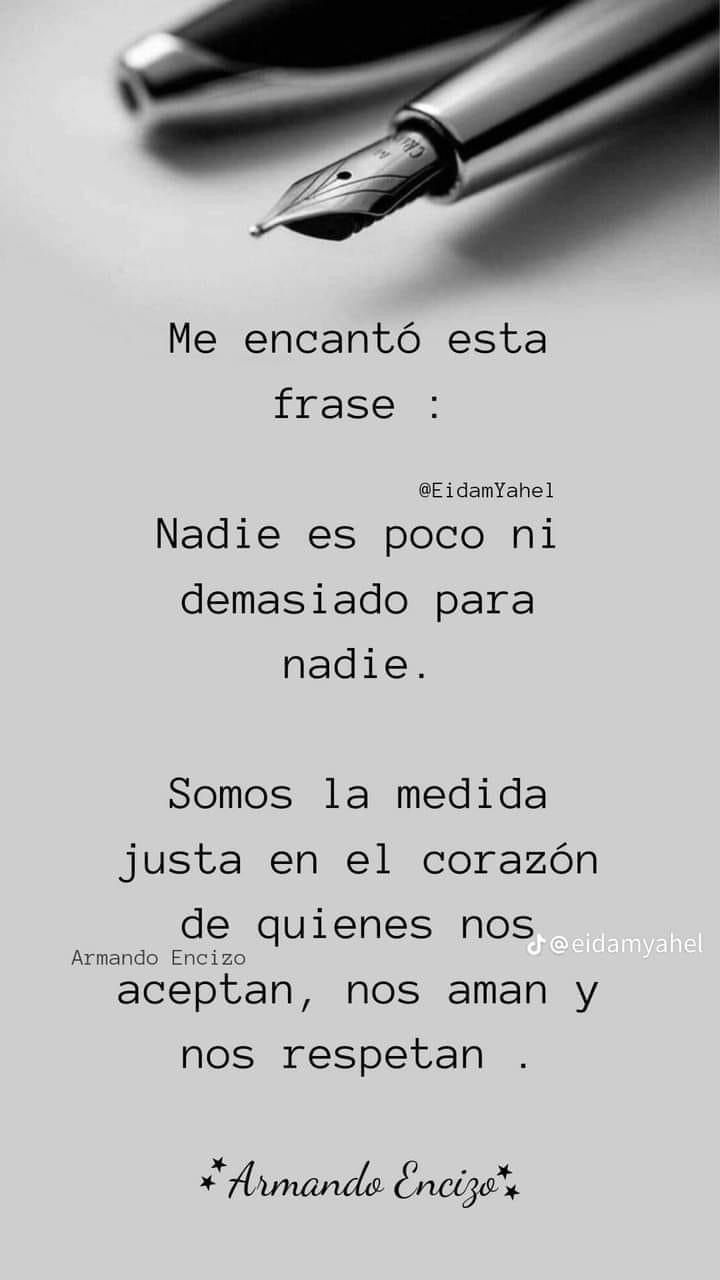 Me encantó esta
frase :
@EidamYahel
Nadie es poco ni
demasiado para
nadie.
Somos la medida
justa en el corazón
de quienes nos
@eidamyahel
Armando Encizo
aceptan, nos aman y
nos respetan .
Armando Encizo